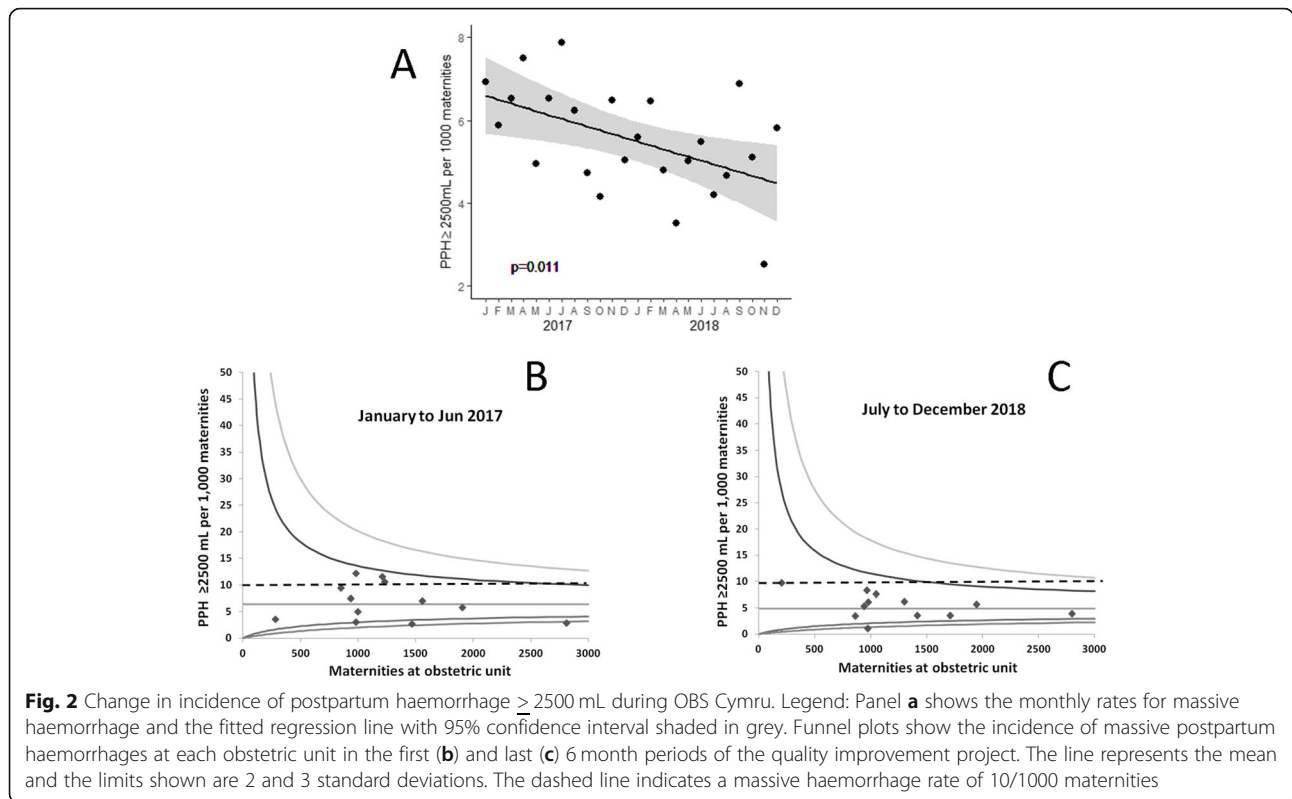 A
PPH≥2500mL per 1000 maternities
8
6
4
2
p=0.011
J F M A M J J A S O N D J F M A M J J A S O N D
2017 2018
B
PPH ≥2500 mL per 1,000 maternities
50
45
40
35
30
25
20
15
10
5
0
January to Jun 2017
0 500 1000 1500 2000 2500 3000
Maternities at obstetric unit
C
PPH ≥2500 mL per 1,000 maternities
50
45
40
35
30
25
20
15
10
5
0
July to December 2018
0 500 1000 1500 2000 2500 3000
Maternities at obstetric unit
Fig. 2 Change in incidence of postpartum haemorrhage ≥ 2500 mL during OBS Cymru. Legend: Panel a shows the monthly rates for massive
haemorrhage and the fitted regression line with 95% confidence interval shaded in grey. Funnel plots show the incidence of massive postpartum
haemorrhages at each obstetric unit in the first (b) and last (c) 6 month periods of the quality improvement project. The line represents the mean
and the limits shown are 2 and 3 standard deviations. The dashed line indicates a massive haemorrhage rate of 10/1000 maternities